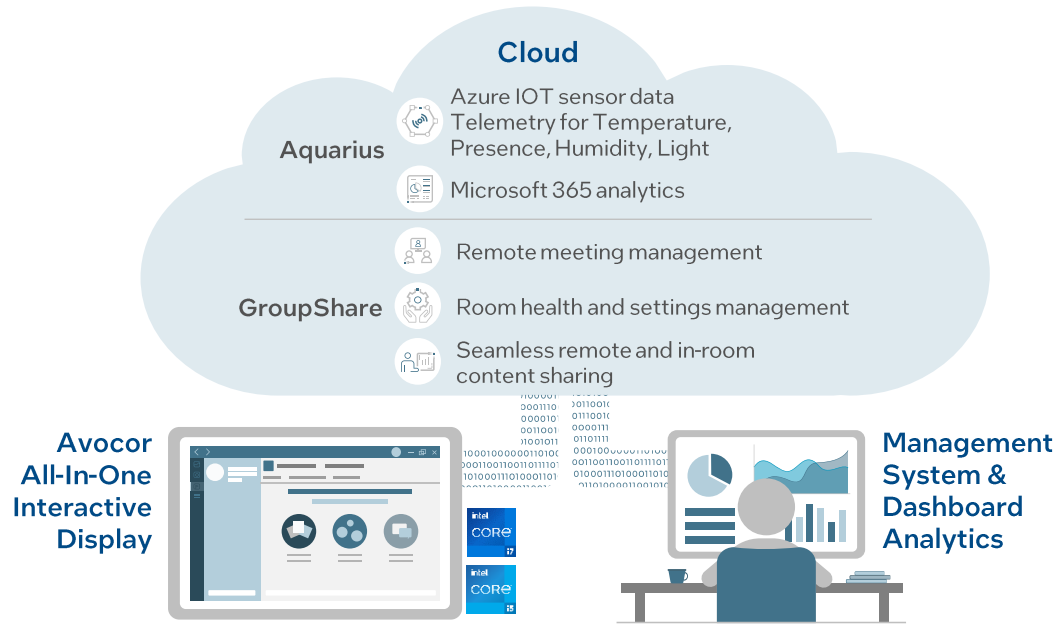 Cloud
Aquarius
Azure IOT sensor data
Telemetry for Temperature,
Presence, Humidity, Light
Microsoft 365 analytics
GroupShare
Remote meeting management
Room health and settings management
Seamless remote and in-room
content sharing
Avocor
All-In-One
Interactive
Display
intel
CORE
i7
intel
CORE
i5
Management
System &
Dashboard
Analytics